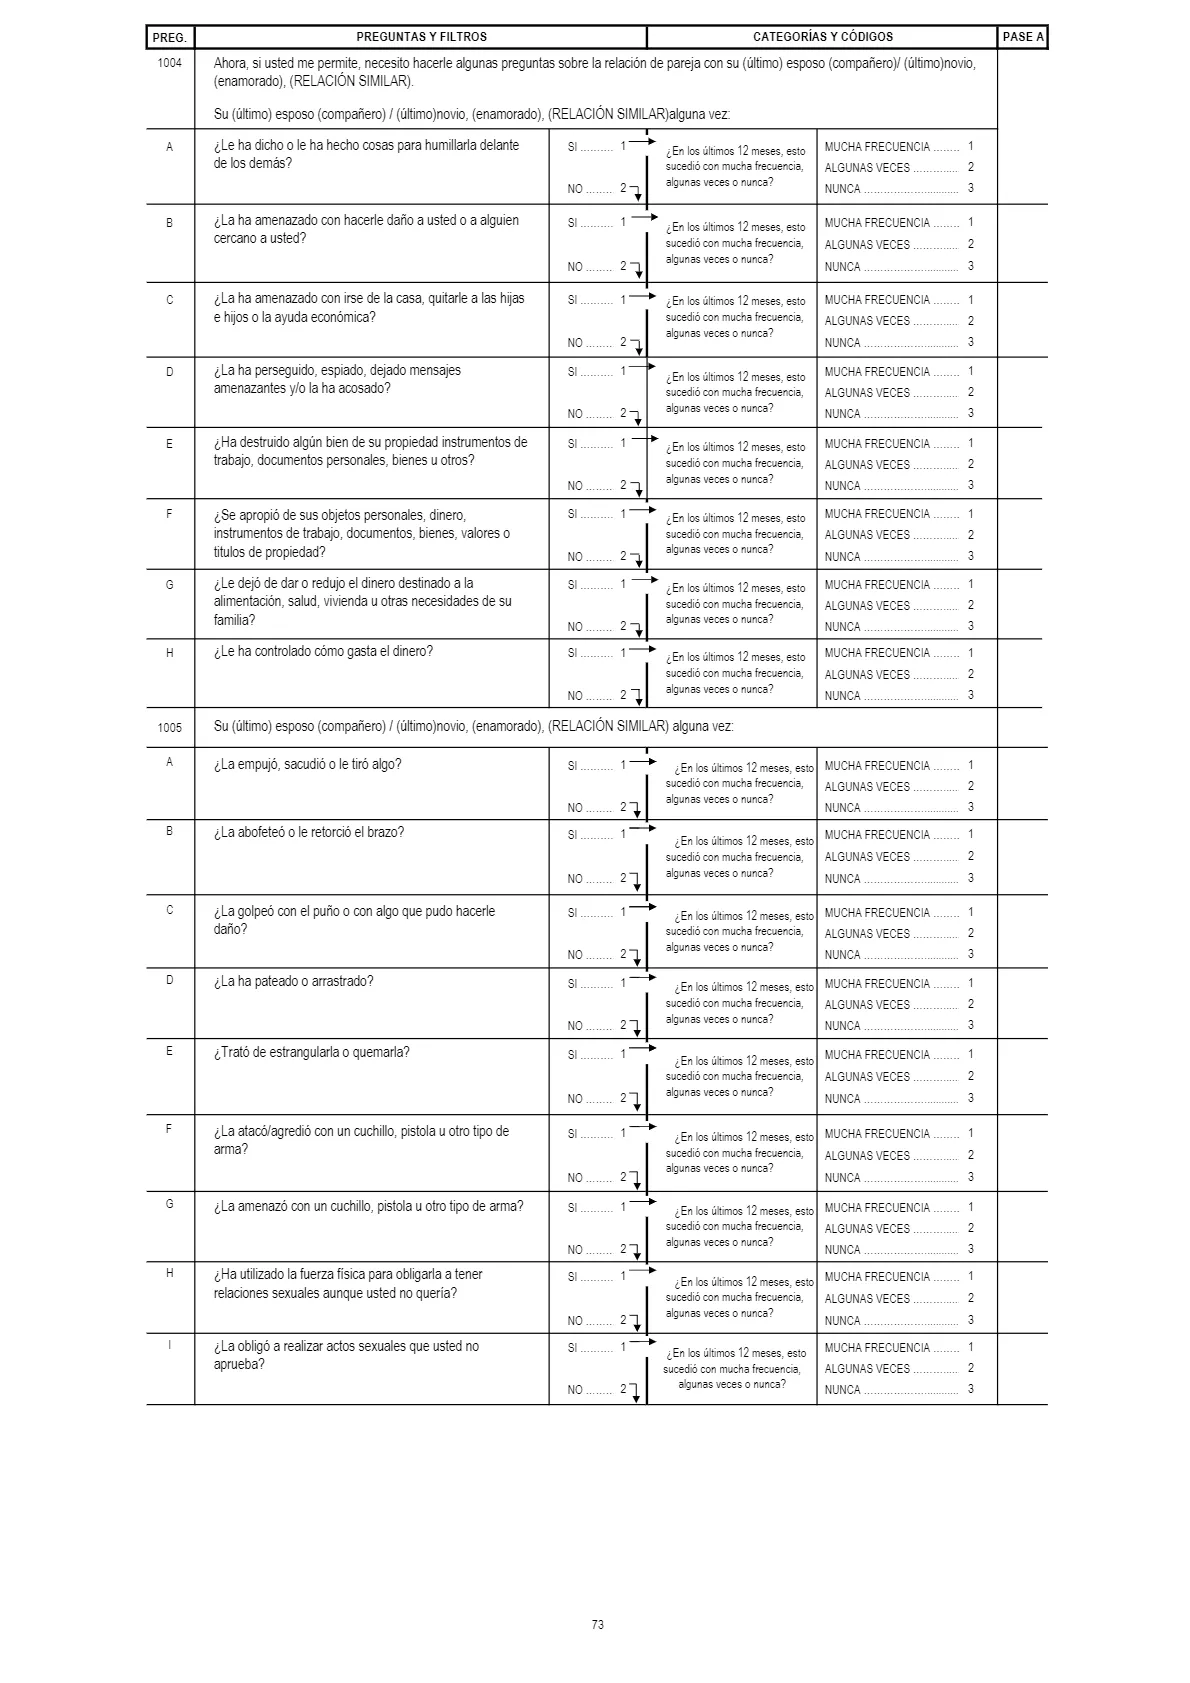 PREG. PREGUNTAS Y FILTROS CATEGORÍAS Y CÓDIGOS PASE A
1004 Ahora, si usted me permite, necesito hacerle algunas preguntas sobre la relación de pareja con su (último) esposo (compañero)/ (último)novio,
(enamorado), (RELACIÓN SIMILAR).
Su (último) esposo (compañero) / (último)novio, (enamorado), (RELACIÓN SIMILAR)alguna vez:
A ¿Le ha dicho o le ha hecho cosas para humillarla delante
de los demás?
SI .......... 1
NO ......... 2
¿En los últimos 12 meses, esto
sucedió con mucha frecuencia,
algunas veces o nunca?
MUCHA FRECUENCIA ........ 1
ALGUNAS VECES .............. 2
NUNCA ............................. 3
B ¿La ha amenazado con hacerle daño a usted o a alguien
cercano a usted?
SI .......... 1
NO ......... 2
¿En los últimos 12 meses, esto
sucedió con mucha frecuencia,
algunas veces o nunca?
MUCHA FRECUENCIA ........ 1
ALGUNAS VECES .............. 2
NUNCA ............................. 3
C ¿La ha amenazado con irse de la casa, quitarle a las hijas
e hijos o la ayuda económica?
SI .......... 1
NO ......... 2
¿En los últimos 12 meses, esto
sucedió con mucha frecuencia,
algunas veces o nunca?
MUCHA FRECUENCIA ........ 1
ALGUNAS VECES .............. 2
NUNCA ............................. 3
D ¿La ha perseguido, espiado, dejado mensajes
amenazantes y/o la ha acosado?
SI .......... 1
NO ......... 2
¿En los últimos 12 meses, esto
sucedió con mucha frecuencia,
algunas veces o nunca?
MUCHA FRECUENCIA ........ 1
ALGUNAS VECES .............. 2
NUNCA ............................. 3
E ¿Ha destruido algún bien de su propiedad instrumentos de
trabajo, documentos personales, bienes u otros?
SI .......... 1
NO ......... 2
¿En los últimos 12 meses, esto
sucedió con mucha frecuencia,
algunas veces o nunca?
MUCHA FRECUENCIA ........ 1
ALGUNAS VECES .............. 2
NUNCA ............................. 3
F ¿Se apropió de sus objetos personales, dinero,
instrumentos de trabajo, documentos, bienes, valores o
titulos de propiedad?
SI .......... 1
NO ......... 2
¿En los últimos 12 meses, esto
sucedió con mucha frecuencia,
algunas veces o nunca?
MUCHA FRECUENCIA ........ 1
ALGUNAS VECES .............. 2
NUNCA ............................. 3
G ¿Le dejó de dar o redujo el dinero destinado a la
alimentación, salud, vivienda u otras necesidades de su
familia?
SI .......... 1
NO ......... 2
¿En los últimos 12 meses, esto
sucedió con mucha frecuencia,
algunas veces o nunca?
MUCHA FRECUENCIA ........ 1
ALGUNAS VECES .............. 2
NUNCA ............................. 3
H ¿Le ha controlado cómo gasta el dinero?
SI .......... 1
NO ......... 2
¿En los últimos 12 meses, esto
sucedió con mucha frecuencia,
algunas veces o nunca?
MUCHA FRECUENCIA ........ 1
ALGUNAS VECES .............. 2
NUNCA ............................. 3
1005 Su (último) esposo (compañero) / (último)novio, (enamorado), (RELACIÓN SIMILAR) alguna vez:
A ¿La empujó, sacudió o le tiró algo?
SI .......... 1
NO ......... 2
¿En los últimos 12 meses, esto
sucedió con mucha frecuencia,
algunas veces o nunca?
MUCHA FRECUENCIA ........ 1
ALGUNAS VECES .............. 2
NUNCA ............................. 3
B ¿La abofeteó o le retorció el brazo?
SI .......... 1
NO ......... 2
¿En los últimos 12 meses, esto
sucedió con mucha frecuencia,
algunas veces o nunca?
MUCHA FRECUENCIA ........ 1
ALGUNAS VECES .............. 2
NUNCA ............................. 3
C ¿La golpeó con el puño o con algo que pudo hacerle
daño?
SI .......... 1
NO ......... 2
¿En los últimos 12 meses, esto
sucedió con mucha frecuencia,
algunas veces o nunca?
MUCHA FRECUENCIA ........ 1
ALGUNAS VECES .............. 2
NUNCA ............................. 3
D ¿La ha pateado o arrastrado?
SI .......... 1
NO ......... 2
¿En los últimos 12 meses, esto
sucedió con mucha frecuencia,
algunas veces o nunca?
MUCHA FRECUENCIA ........ 1
ALGUNAS VECES .............. 2
NUNCA ............................. 3
E ¿Trató de estrangularla o quemarla?
SI .......... 1
NO ......... 2
¿En los últimos 12 meses, esto
sucedió con mucha frecuencia,
algunas veces o nunca?
MUCHA FRECUENCIA ........ 1
ALGUNAS VECES .............. 2
NUNCA ............................. 3
F ¿La atacó/agredió con un cuchillo, pistola u otro tipo de
arma?
SI .......... 1
NO ......... 2
¿En los últimos 12 meses, esto
sucedió con mucha frecuencia,
algunas veces o nunca?
MUCHA FRECUENCIA ........ 1
ALGUNAS VECES .............. 2
NUNCA ............................. 3
G ¿La amenazó con un cuchillo, pistola u otro tipo de arma?
SI .......... 1
NO ......... 2
¿En los últimos 12 meses, esto
sucedió con mucha frecuencia,
algunas veces o nunca?
MUCHA FRECUENCIA ........ 1
ALGUNAS VECES .............. 2
NUNCA ............................. 3
H ¿Ha utilizado la fuerza física para obligarla a tener
relaciones sexuales aunque usted no quería?
SI .......... 1
NO ......... 2
¿En los últimos 12 meses, esto
sucedió con mucha frecuencia,
algunas veces o nunca?
MUCHA FRECUENCIA ........ 1
ALGUNAS VECES .............. 2
NUNCA ............................. 3
I ¿La obligó a realizar actos sexuales que usted no
aprueba?
SI .......... 1
NO ......... 2
¿En los últimos 12 meses, esto
sucedió con mucha frecuencia,
algunas veces o nunca?
MUCHA FRECUENCIA ........ 1
ALGUNAS VECES .............. 2
NUNCA ............................. 3
73